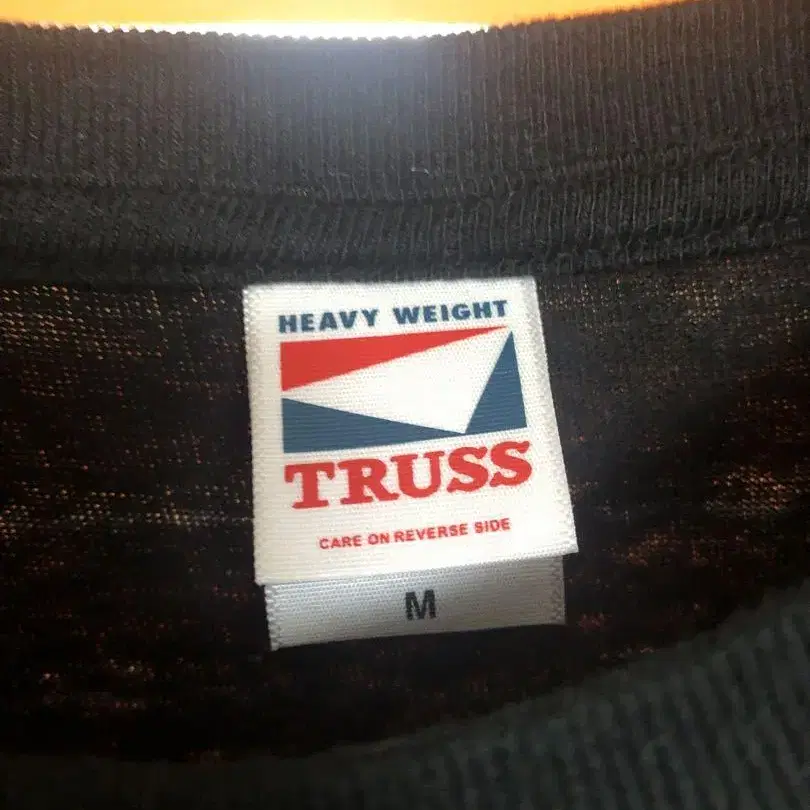 HEAVY WEIGHT
TRUSS
CARE ON REVERSE SIDE
M